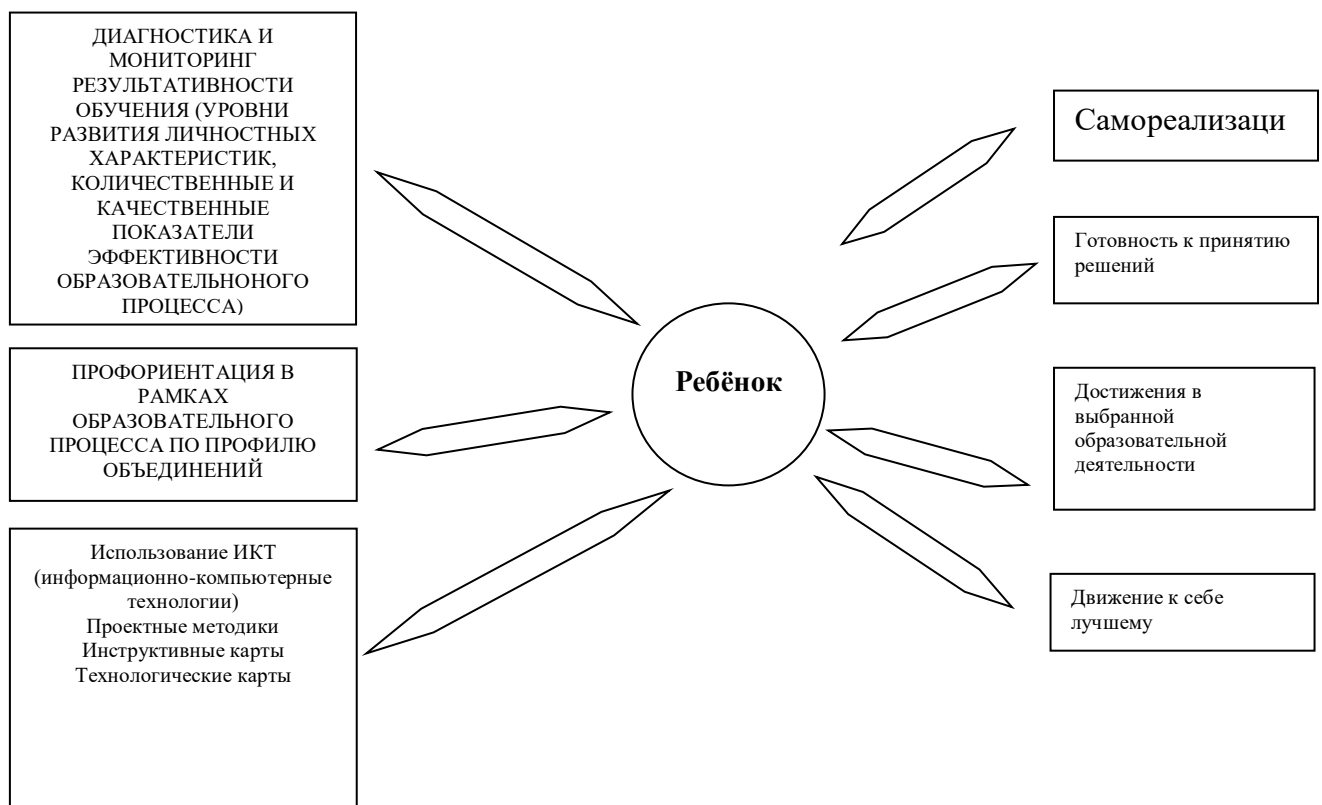 ДИАГНОСТИКА И
МОНИТОРИНГ
РЕЗУЛЬТАТИВНОСТИ
ОБУЧЕНИЯ (УРОВНИ
РАЗВИТИЯ ЛИЧНОСТНЫХ
ХАРАКТЕРИСТИК,
КОЛИЧЕСТВЕННЫЕ И
КАЧЕСТВЕННЫЕ
ПОКАЗАТЕЛИ
ЭФФЕКТИВНОСТИ
ОБРАЗОВАТЕЛЬНОНОГО
ПРОЦЕССА)
ПРОФОРИЕНТАЦИЯ В
РАМКАХ
ОБРАЗОВАТЕЛЬНОГО
ПРОЦЕССА ПО ПРОФИЛЮ
ОБЪЕДИНЕНИЙ
Использование ИКТ
(информационно-компьютерные
технологии)
Проектные методики
Инструктивные карты
Технологические карты
Ребёнок
Самореализаци
Готовность к принятию
решений
Достижения в
выбранной
образовательной
деятельности
Движение к себе
лучшему